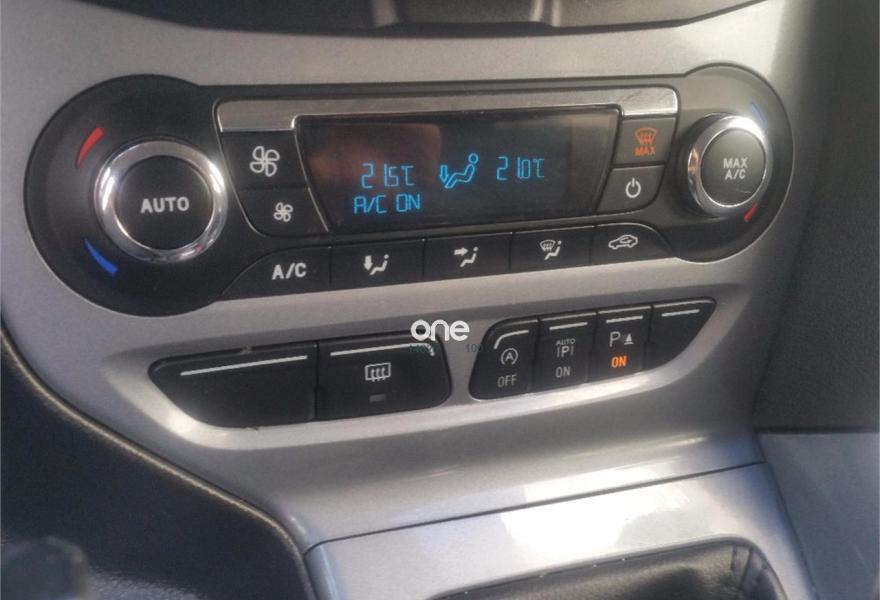 MAX
MAX
A/C
AUTO
21.5°C
21.0°C
A/C ON
A/C
one
AUTO
OFF
ON
P
ON